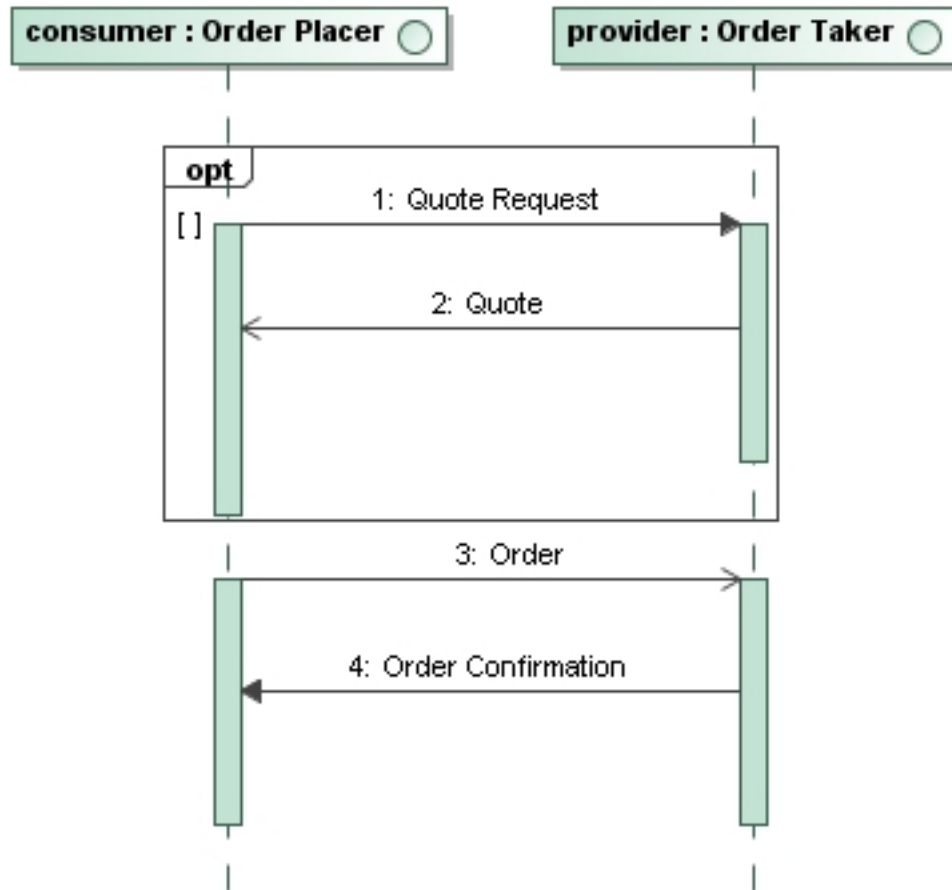 consumer : Order Placer
provider : Order Taker
opt
1: Quote Request
[ ]
2: Quote
3: Order
4: Order Confirmation